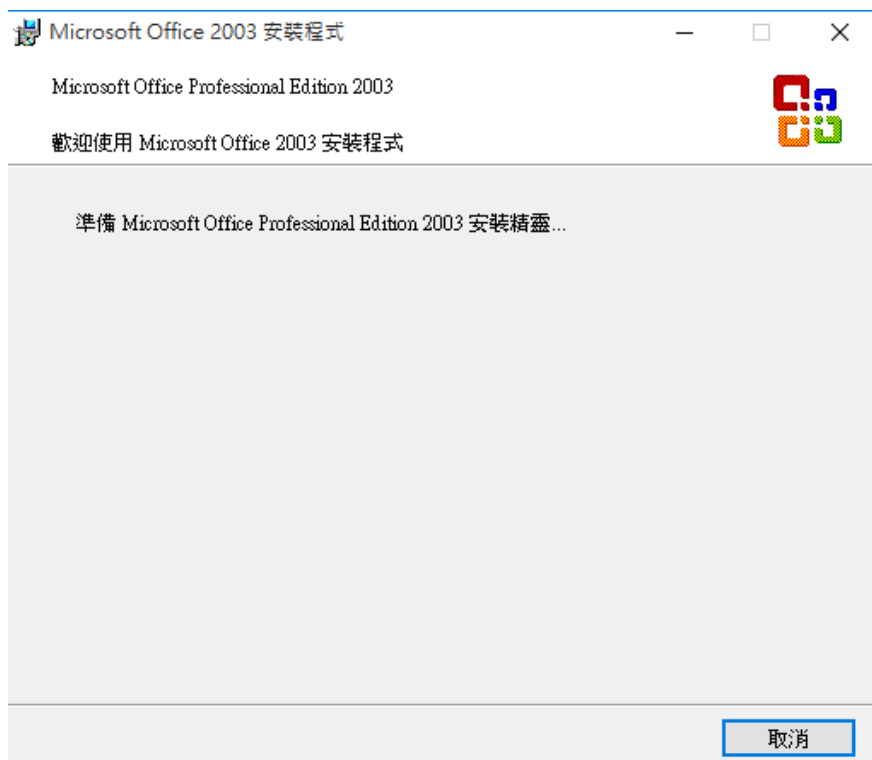 Microsoft Office 2003 安裝程式
Microsoft Office Professional Edition 2003
歡迎使用 Microsoft Office 2003 安裝程式
準備 Microsoft Office Professional Edition 2003 安裝精靈...
取消